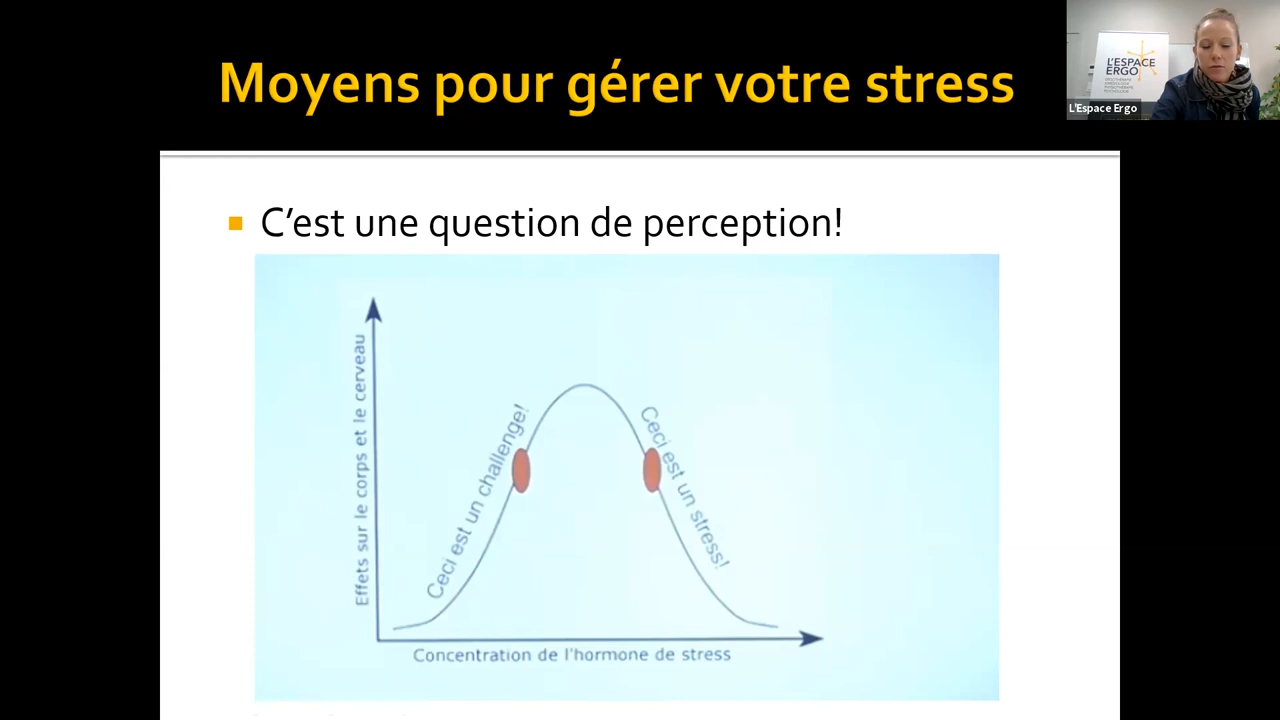 Moyens pour gérer votre stress
L'ESPACE
ERGO
L'Espace Ergo
C'est une question de perception!
Effets sur le corps et le cerveau
Ceci est un challenge!
Ceci est un stress!
Concentration de l'hormone de stress